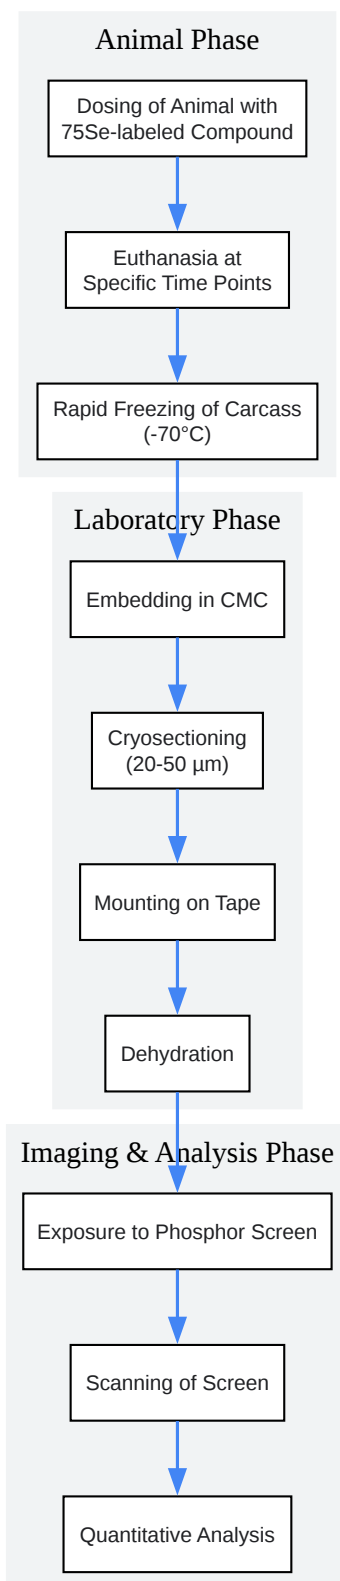 Animal Phase
Dosing of Animal with
75Se-labeled Compound
Euthanasia at
Specific Time Points
Rapid Freezing of Carcass
(-70°C)
Laboratory Phase
Embedding in CMC
Cryosectioning
(20-50 µm)
Mounting on Tape
Dehydration
Imaging & Analysis Phase
Exposure to Phosphor Screen
Scanning of Screen
Quantitative Analysis